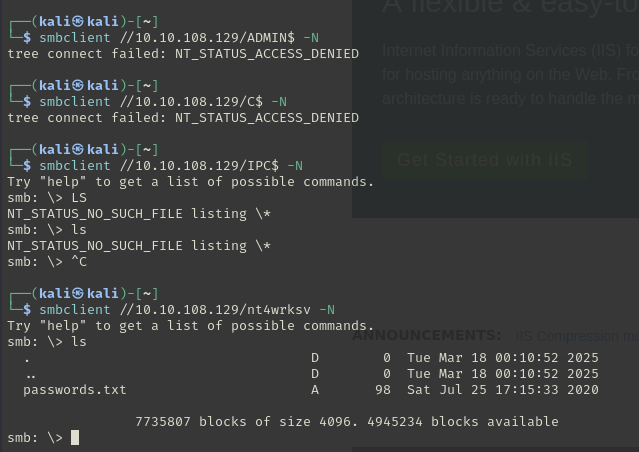 A flexible & easy-to
┌──(kali㉿kali)-[~]
└─$ smbclient //10.10.108.129/ADMIN$ -N
tree connect failed: NT_STATUS_ACCESS_DENIED
Internet Information Services (IIS) fo
for hosting anything on the Web. Fro
architecture is ready to handle the m
┌──(kali㉿kali)-[~]
└─$ smbclient //10.10.108.129/C$ -N
tree connect failed: NT_STATUS_ACCESS_DENIED
┌──(kali㉿kali)-[~]
└─$ smbclient //10.10.108.129/IPC$ -N
Get Started with IIS
Try "help" to get a list of possible commands.
smb: \> LS
NT_STATUS_NO_SUCH_FILE listing \*
smb: \> ls
NT_STATUS_NO_SUCH_FILE listing \*
smb: \> ^C
┌──(kali㉿kali)-[~]
└─$ smbclient //10.10.108.129/nt4wrksv -N
Try "help" to get a list of possible commands.
ANNOUNCEMENTS: IIS Compression m
smb: \> ls
. D 0 Tue Mar 18 00:10:52 2025
.. D 0 Tue Mar 18 00:10:52 2025
passwords.txt A 98 Sat Jul 25 17:15:33 2020
7735807 blocks of size 4096. 4945234 blocks available
smb: \>